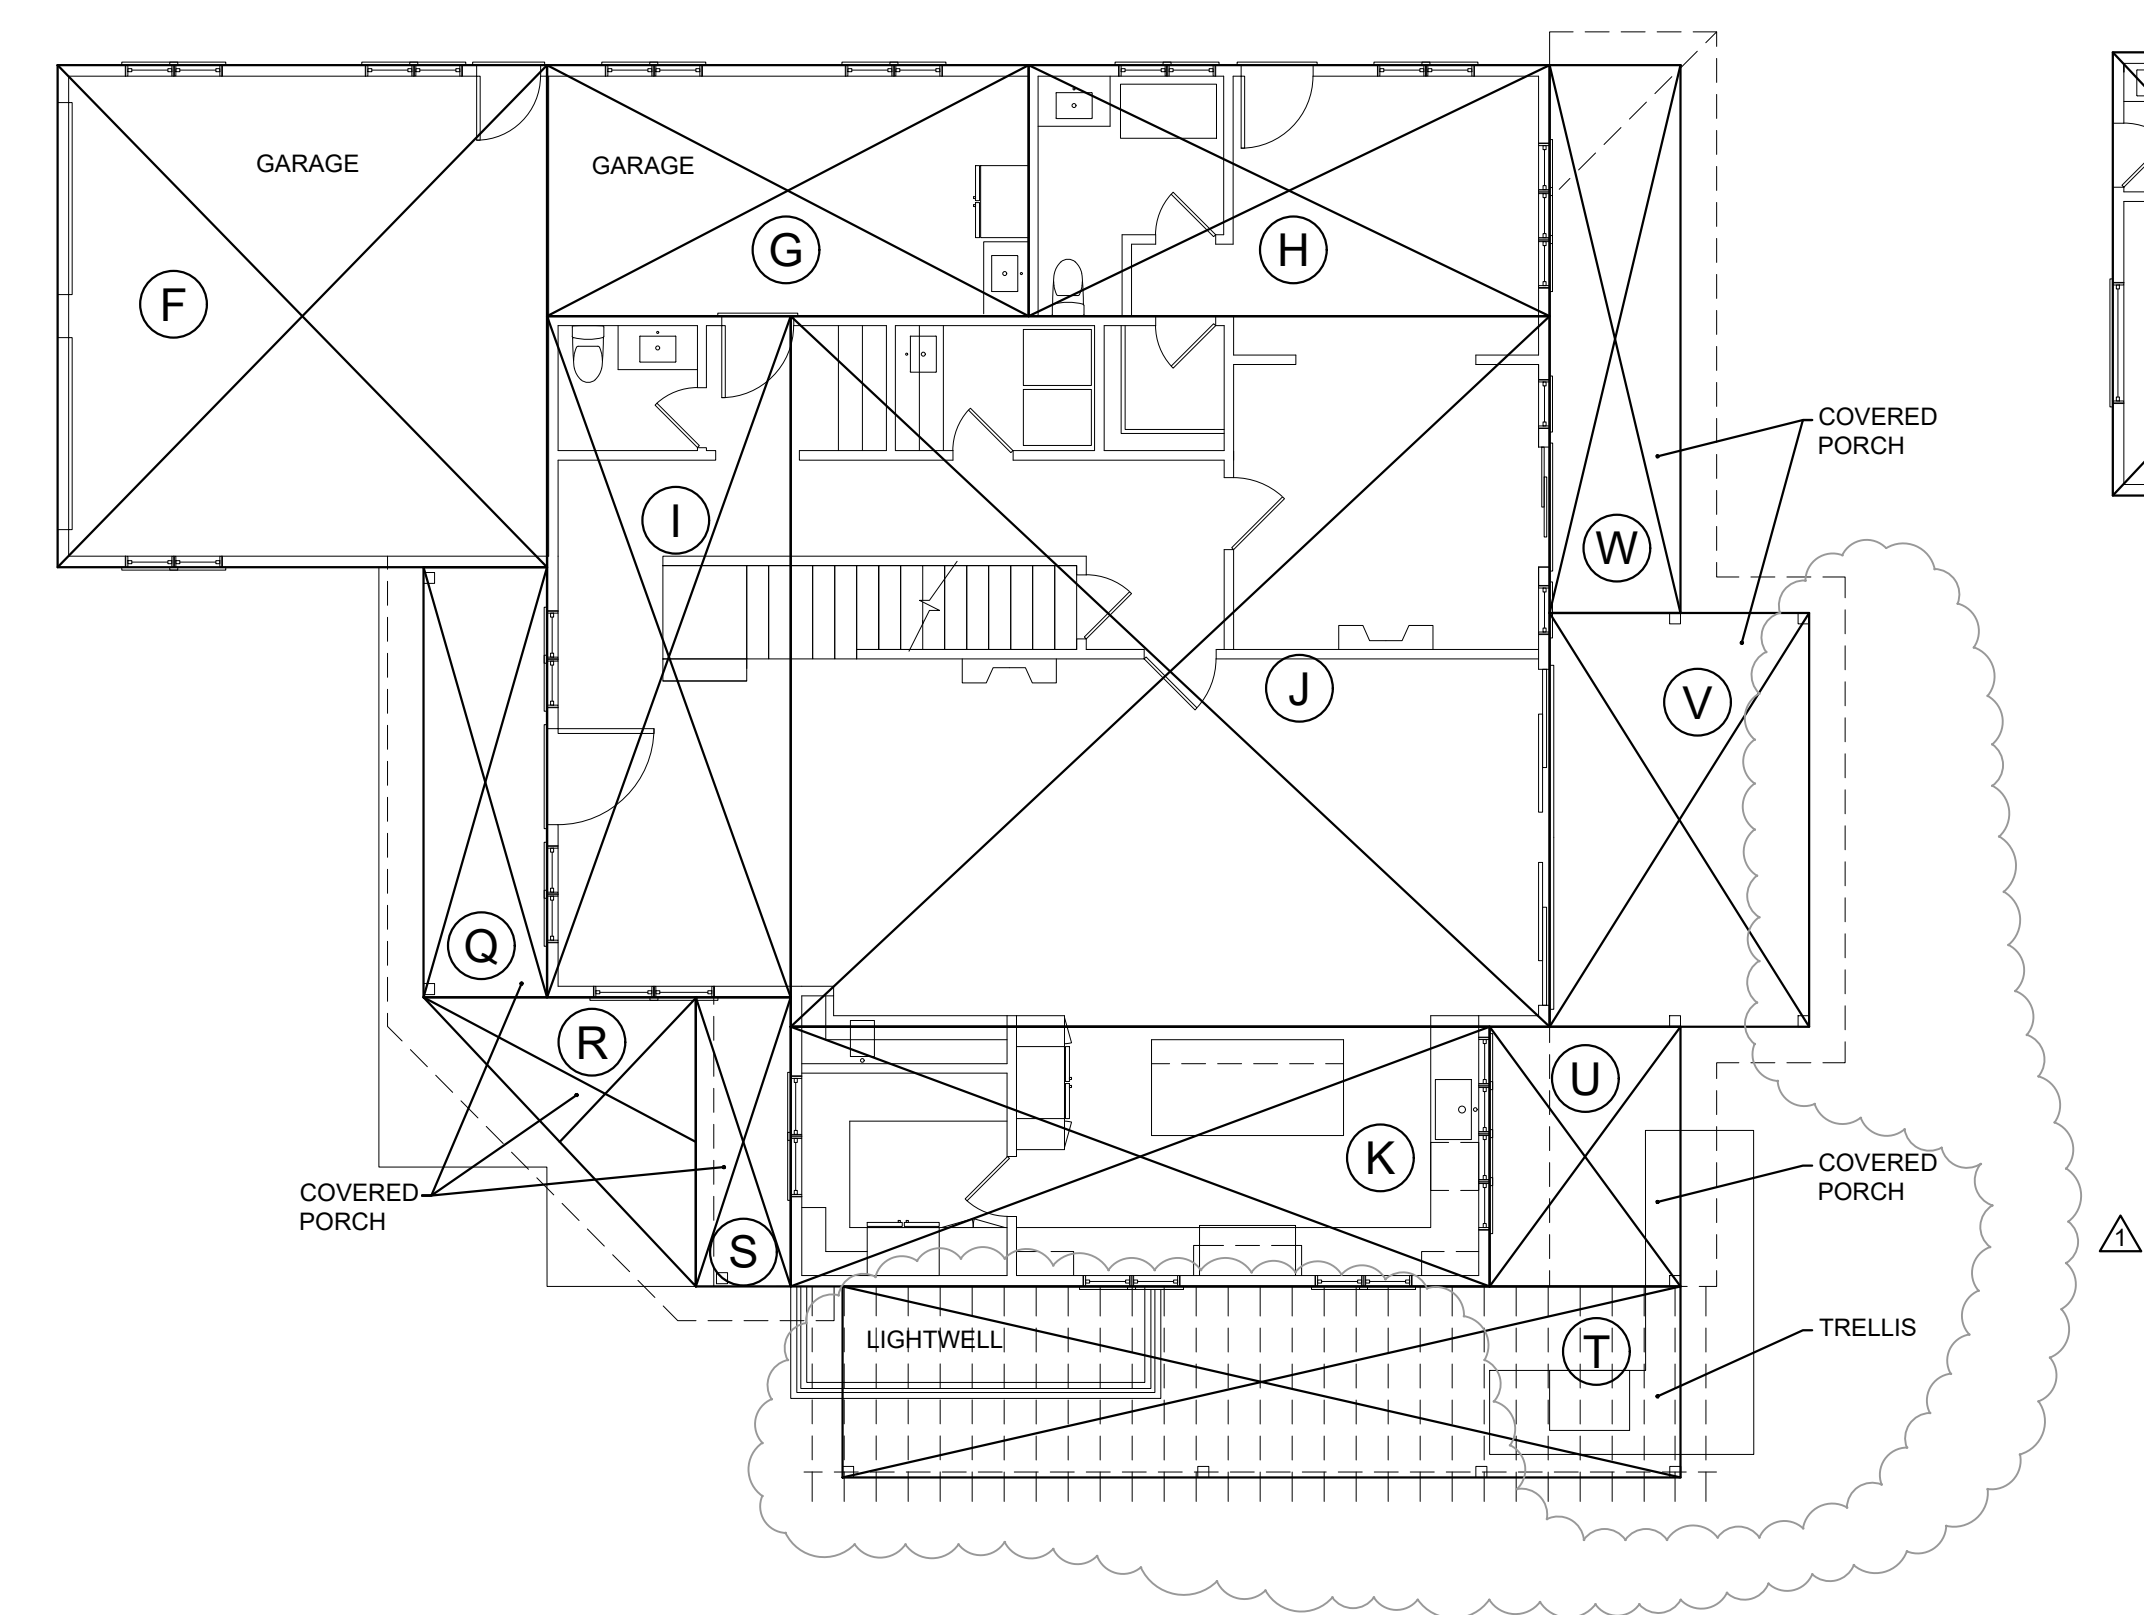 GARAGE
GARAGE
G
H
F
COVERED
PORCH
I
W
J
V
Q
R
U
K
COVERED
PORCH
COVERED
PORCH
S
1
LIGHTWELL
T
TRELLIS